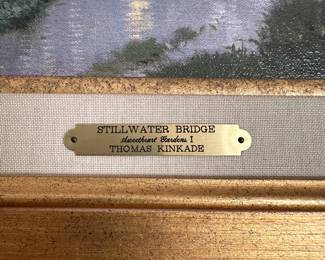 STILLWATER BRIDGE
Sweetheart Gardens I
THOMAS KINKADE